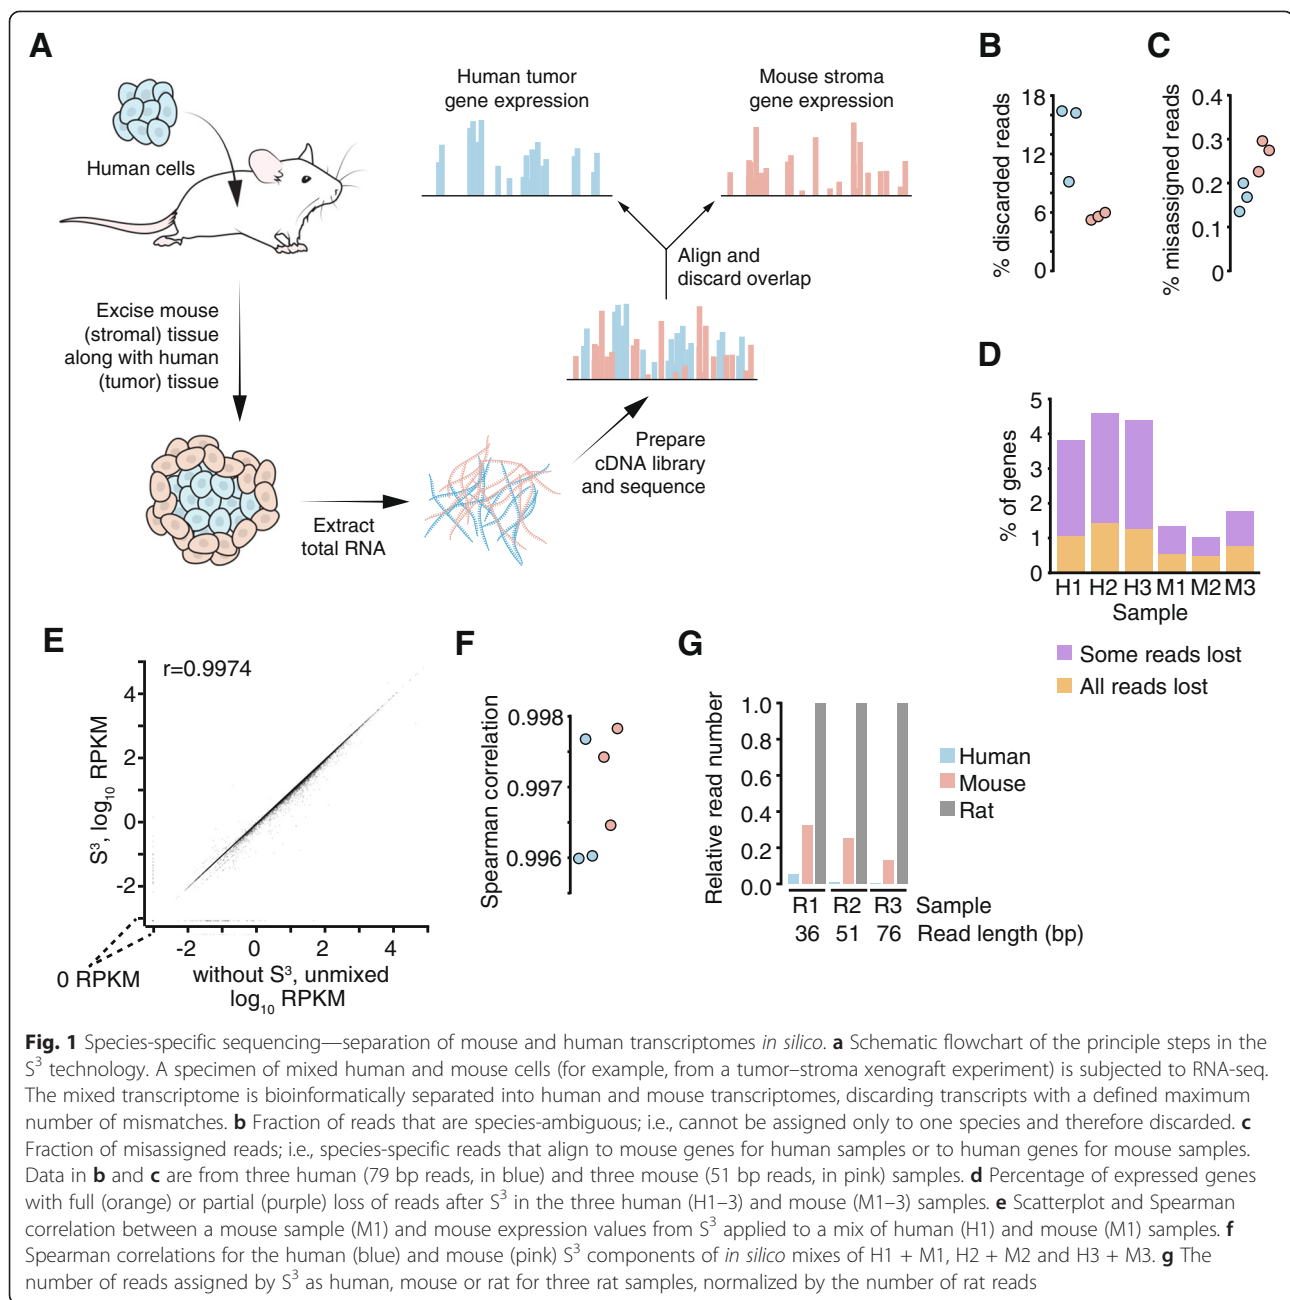 A
Human cells
Human tumor
gene expression
Mouse stroma
gene expression
Align and
discard overlap
Excise mouse
(stromal) tissue
along with human
(tumor) tissue
Extract
total RNA
Prepare
cDNA library
and sequence
B
% discarded reads
18
12
6
0
C
% misassigned reads
0.4
0.3
0.2
0.1
0
D
% of genes
5
4
3
2
1
0
H1 H2 H3 M1 M2 M3
Sample
Some reads lost
All reads lost
E
r=0.9974
S³, log₁₀ RPKM
4
2
0
-2
-2 0 2 4
0 RPKM
without S³, unmixed
log₁₀ RPKM
F
Spearman correlation
0.998
0.997
0.996
G
Relative read number
1.0
0.8
0.6
0.4
0.2
0.0
Human
Mouse
Rat
R1 R2 R3 Sample
36 51 76 Read length (bp)
Fig. 1 Species-specific sequencing—separation of mouse and human transcriptomes in silico. a Schematic flowchart of the principle steps in the
S³ technology. A specimen of mixed human and mouse cells (for example, from a tumor–stroma xenograft experiment) is subjected to RNA-seq.
The mixed transcriptome is bioinformatically separated into human and mouse transcriptomes, discarding transcripts with a defined maximum
number of mismatches. b Fraction of reads that are species-ambiguous; i.e., cannot be assigned only to one species and therefore discarded. c
Fraction of misassigned reads; i.e., species-specific reads that align to mouse genes for human samples or to human genes for mouse samples.
Data in b and c are from three human (79 bp reads, in blue) and three mouse (51 bp reads, in pink) samples. d Percentage of expressed genes
with full (orange) or partial (purple) loss of reads after S³ in the three human (H1–3) and mouse (M1–3) samples. e Scatterplot and Spearman
correlation between a mouse sample (M1) and mouse expression values from S³ applied to a mix of human (H1) and mouse (M1) samples. f
Spearman correlations for the human (blue) and mouse (pink) S³ components of in silico mixes of H1 + M1, H2 + M2 and H3 + M3. g The
number of reads assigned by S³ as human, mouse or rat for three rat samples, normalized by the number of rat reads